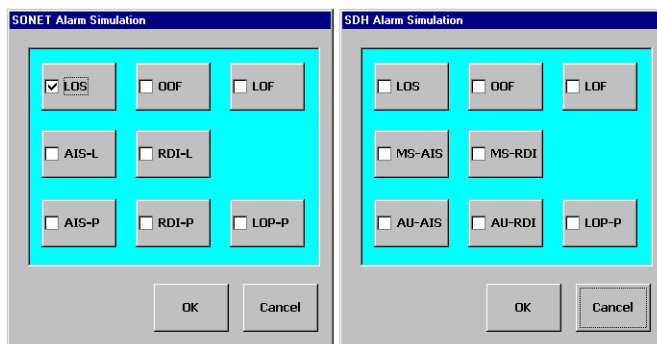 SONET Alarm Simulation
LOS OOF LOF
AIS-L RDI-L
AIS-P RDI-P LOP-P
OK Cancel
SDH Alarm Simulation
LOS OOF LOF
MS-AIS MS-RDI
AU-AIS AU-RDI LOP-P
OK Cancel